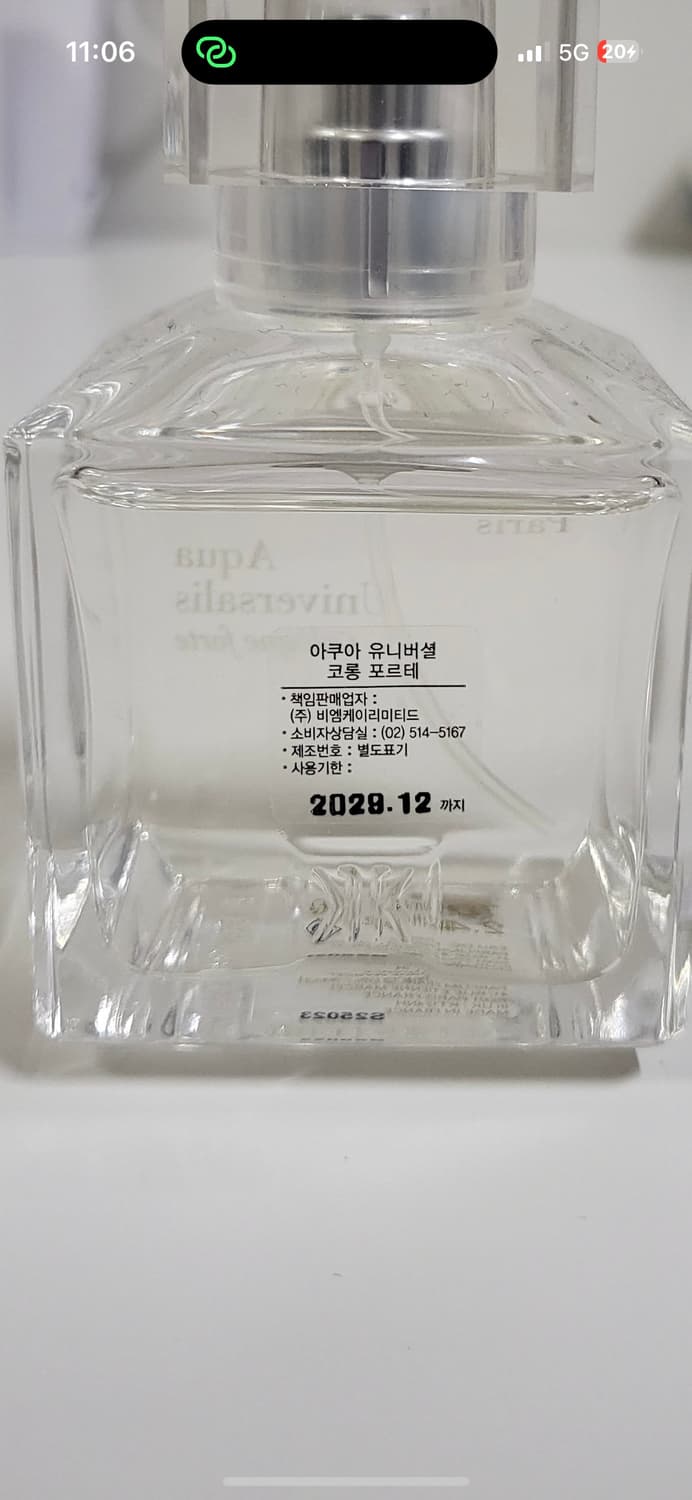 11:06
5G
20
Paris
Aqua
Universalis
forte
아쿠아 유니버셜
코롱 포르테
• 책임판매업자 :
(주) 비엠케이리미티드
• 소비자상담실 : (02) 514-5167
• 제조번호 : 별도표기
• 사용기한 :
2029.12 까지
S25023